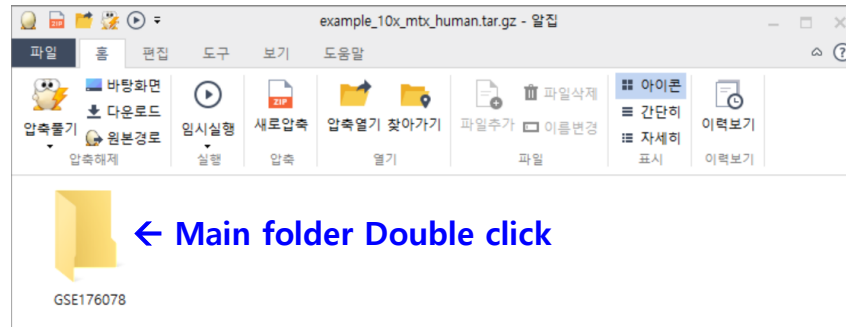 example_10x_mtx_human.tar.gz - 알집
파일 홈 편집 도구 보기 도움말
압축풀기
바탕화면
다운로드
원본경로
압축해제
임시실행
실행
ZIP
새로압축
압축
압축열기 찾아가기
열기
파일추가
파일삭제
이름변경
파일
아이콘
간단히
자세히
표시
이력보기
이력보기
← Main folder Double click
GSE176078